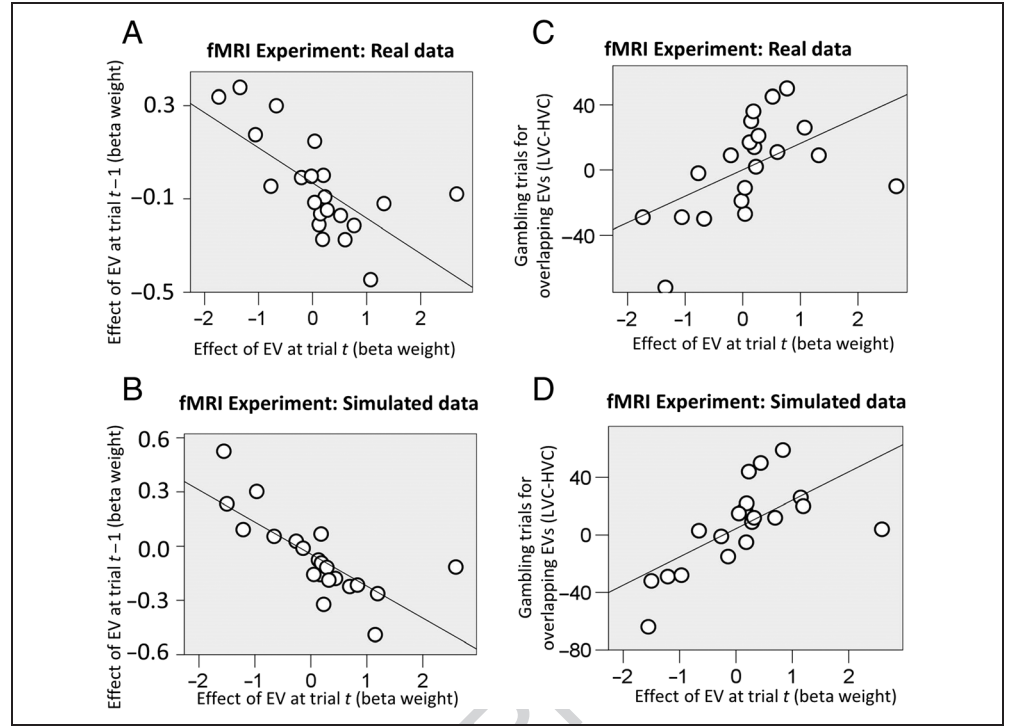 A
fMRI Experiment: Real data
Effect of EV at trial t−1 (beta weight)
0.3
−0.1
−0.5
−2 −1 0 1 2
Effect of EV at trial t (beta weight)
C
fMRI Experiment: Real data
Gambling trials for
overlapping EVs (LVC-HVC)
40
0
−40
−2 −1 0 1 2
Effect of EV at trial t (beta weight)
B
fMRI Experiment: Simulated data
Effect of EV at trial t−1 (beta weight)
0.6
0.3
0.0
−0.3
−0.6
−2 −1 0 1 2
Effect of EV at trial t (beta weight)
D
fMRI Experiment: Simulated data
Gambling trials for
overlapping EVs (LVC-HVC)
40
0
−40
−80
−2 −1 0 1 2
Effect of EV at trial t (beta weight)